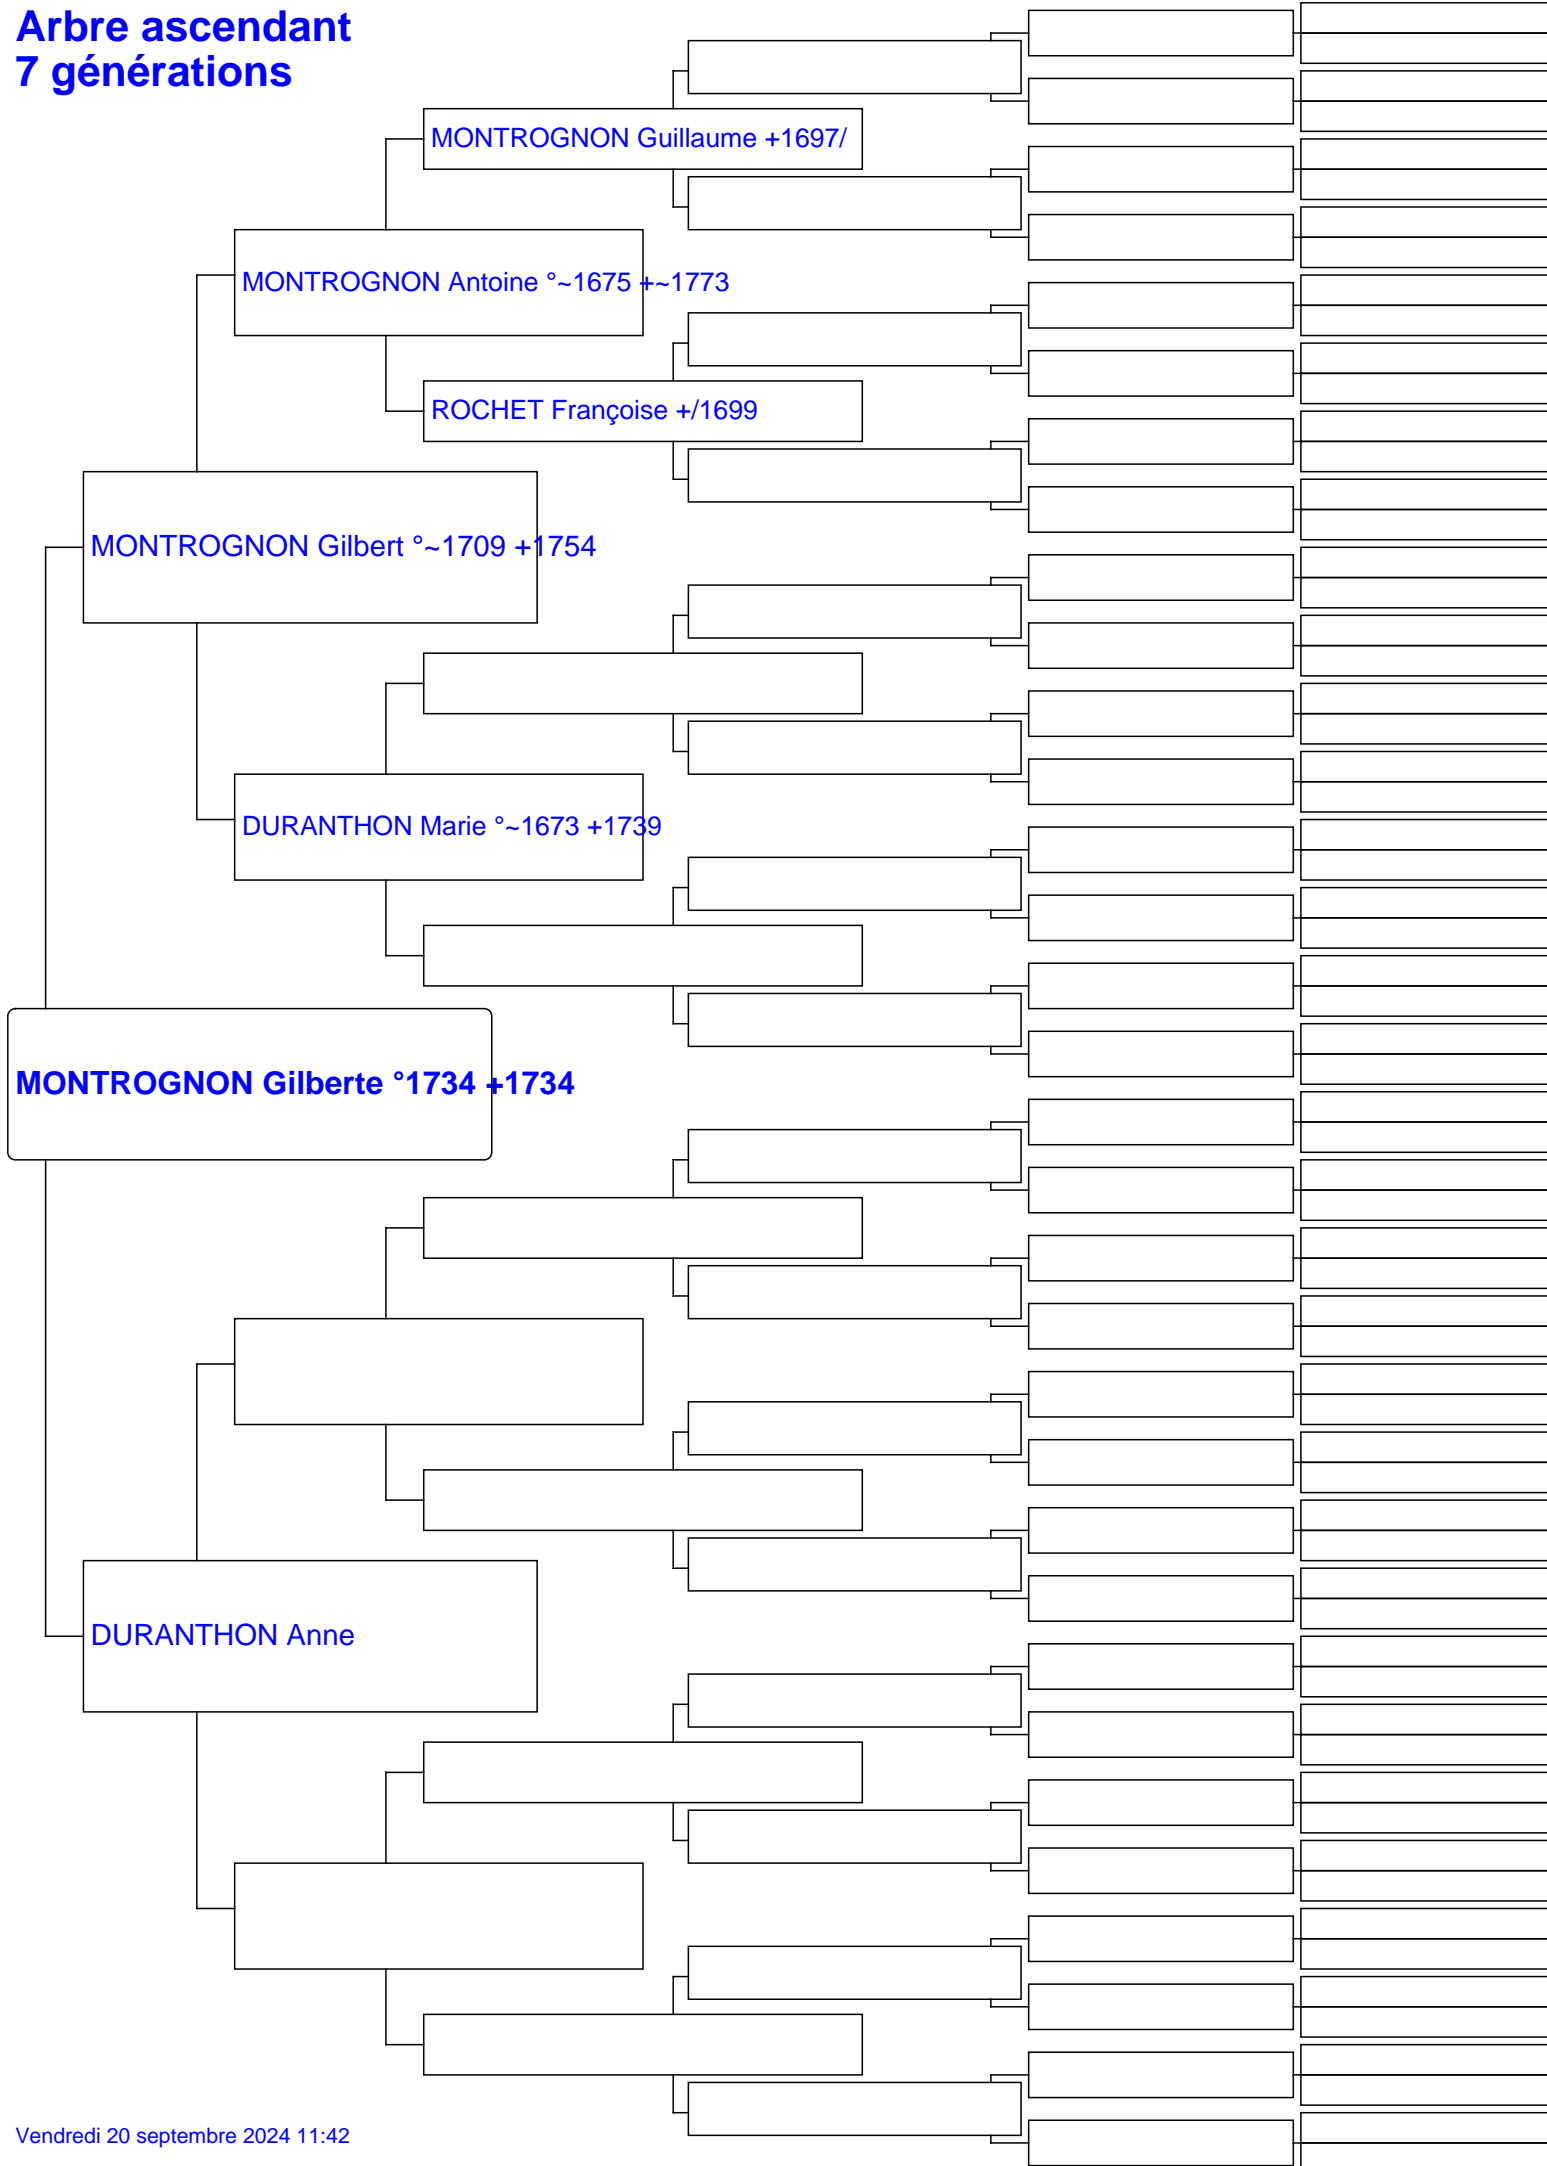 Arbre ascendant
7 générations
MONTROGNON Guillaume +1697/
MONTROGNON Antoine °~1675 +~1773
ROCHET Françoise +/1699
MONTROGNON Gilbert °~1709 +1754
DURANTHON Marie °~1673 +1739
MONTROGNON Gilberte °1734 +1734
DURANTHON Anne
Vendredi 20 septembre 2024 11:42